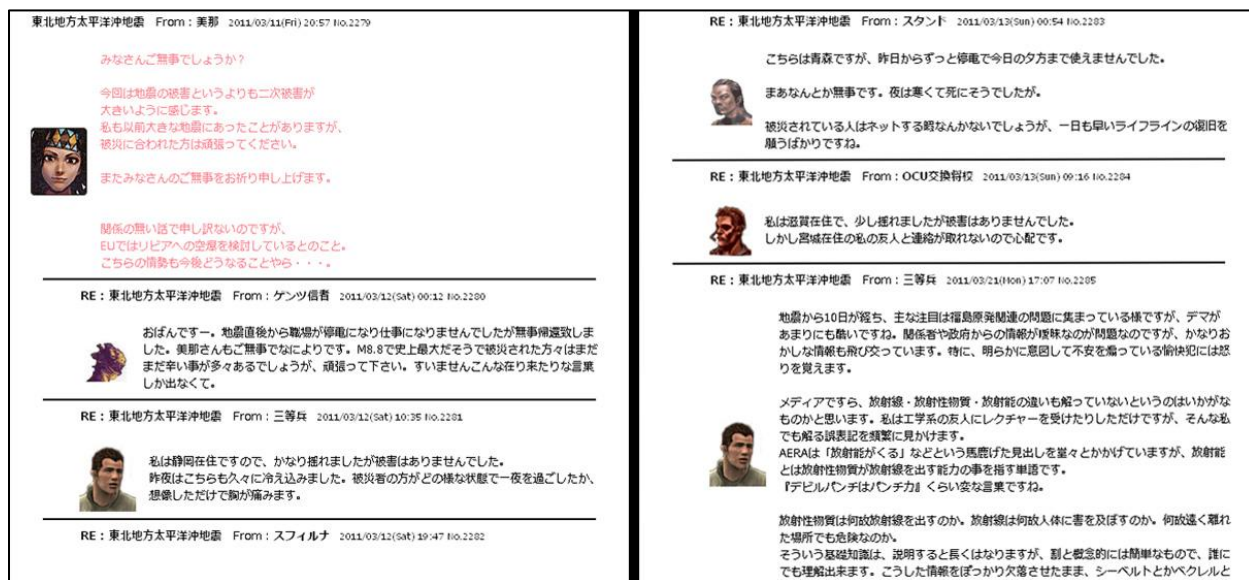 東北地方太平洋沖地震 From：美那 2011/03/11(Fri) 20:57 No.2279
みなさんご無事でしょうか？
今回は地震の被害というよりも二次被害が
大きいように感じます。
私も以前大きな地震にあったことがありますが、
被災に合われた方は頑張ってください。
またみなさんのご無事をお祈り申し上げます。
関係の無い話で申し訳ないのですが、
EUではリビアへの空爆を検討しているとのこと。
こちらの情勢も今後どうなることやら・・・。
RE：東北地方太平洋沖地震 From：ゲンツ信者 2011/03/12(Sat) 00:12 No.2280
おばんですー。地震直後から職場が停電になり仕事になりませんでしたが無事帰還致しま
した。美那さんもご無事でなによりです。M8.8で史上最大だそうで被災された方々はまだ
まだ辛い事が多々あるでしょうが、頑張って下さい。すいませんこんな在り来たりな言葉
しか出なくて。
RE：東北地方太平洋沖地震 From：三等兵 2011/03/12(Sat) 10:35 No.2281
私は静岡在住ですので、かなり揺れましたが被害はありませんでした。
昨夜はこちらも久々に冷え込みました。被災者の方がどの様な状態で一夜を過ごしたか、
想像しただけで胸が痛みます。
RE：東北地方太平洋沖地震 From：スフィルナ 2011/03/12(Sat) 19:47 No.2282
RE：東北地方太平洋沖地震 From：スタンド 2011/03/13(Sun) 00:54 No.2283
こちらは青森ですが、昨日からずっと停電で今日の夕方まで使えませんでした。
まあなんとか無事です。夜は寒くて死にそうでしたが。
被災されている人はネットする暇なんかないでしょうが、一日も早いライフラインの復旧を
願うばかりですね。
RE：東北地方太平洋沖地震 From：OCU交換将校 2011/03/13(Sun) 09:16 No.2284
私は滋賀在住で、少し揺れましたが被害はありませんでした。
しかし宮城在住の私の友人と連絡が取れないので心配です。
RE：東北地方太平洋沖地震 From：三等兵 2011/03/21(Mon) 17:07 No.2285
地震から10日が経ち、主な注目は福島原発関連の問題に集まっている様ですが、デマが
あまりにも酷いですね。関係者や政府からの情報が曖昧なのが問題なのですが、かなりお
かしな情報も飛び交っています。特に、明らかに意図して不安を煽っている愉快犯には怒
りを覚えます。
メディアですら、放射線・放射性物質・放射能の違いも解っていないというのはいかがな
ものかと思います。私は工学系の友人にレクチャーを受けたりしただけですが、そんな私
でも解る誤表記を頻繁に見かけます。
AERAは「放射能がくる」などという馬鹿げた見出しを堂々とかかげていますが、放射能
とは放射性物質が放射線を出す能力の事を指す単語です。
『デビルパンチはパンチ力』くらい変な言葉ですね。
放射性物質は何故放射線を出すのか。放射線は何故人体に害を及ぼすのか。何故遠く離れ
た場所でも危険なのか。
そういう基礎知識は、説明すると長くはなりますが、割と概念的には簡単なもので、誰に
でも理解出来ます。こうした情報をぽっかり欠落させたまま、シーベルトとかベクレルと